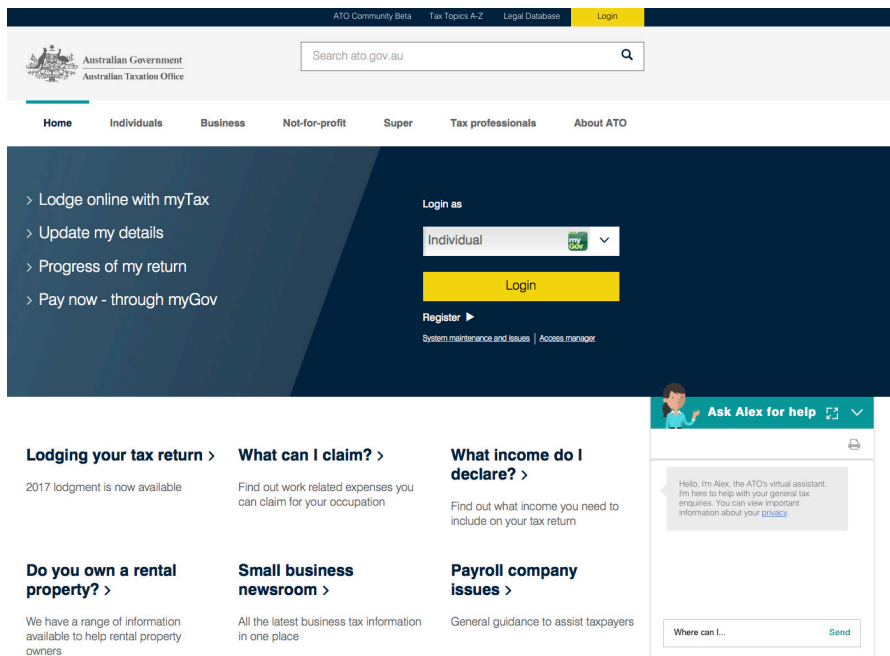 ATO Community Beta Tax Topics A-Z Legal Database Login
Australian Government
Australian Taxation Office
Search ato.gov.au
Home Individuals Business Not-for-profit Super Tax professionals About ATO
> Lodge online with myTax
> Update my details
> Progress of my return
> Pay now - through myGov
Login as
Individual
my
Gov
Login
Register
System maintenance and issues | Access manager
Ask Alex for help
Hello, I'm Alex, the ATO's virtual assistant.
I'm here to help with your general tax
enquiries. You can view important
information about your privacy.
Where can I...
Send
Lodging your tax return >
2017 lodgment is now available
What can I claim? >
Find out work related expenses you
can claim for your occupation
What income do I
declare? >
Find out what income you need to
include on your tax return
Do you own a rental
property? >
We have a range of information
available to help rental property
owners
Small business
newsroom >
All the latest business tax information
in one place
Payroll company
issues >
General guidance to assist taxpayers